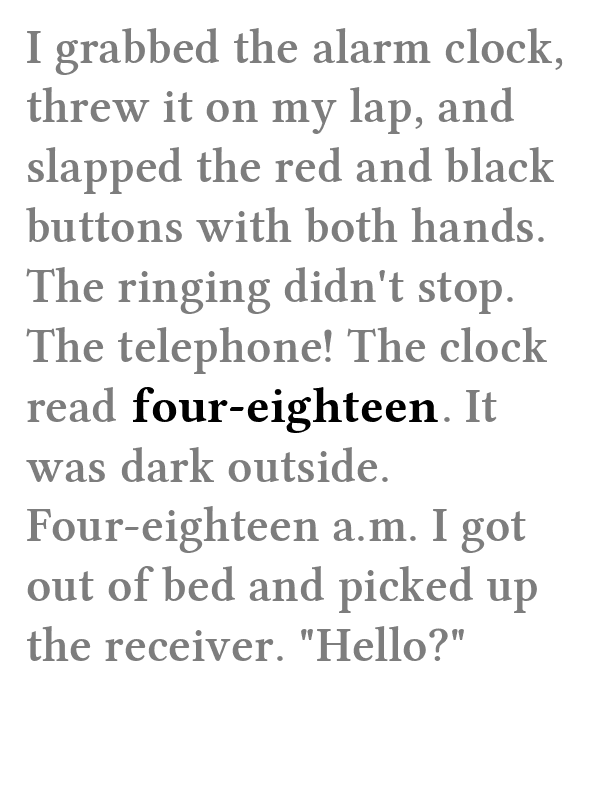 I grabbed the alarm clock,
threw it on my lap, and
slapped the red and black
buttons with both hands.
The ringing didn't stop.
The telephone! The clock
read four-eighteen. It
was dark outside.
Four-eighteen a.m. I got
out of bed and picked up
the receiver. "Hello?"